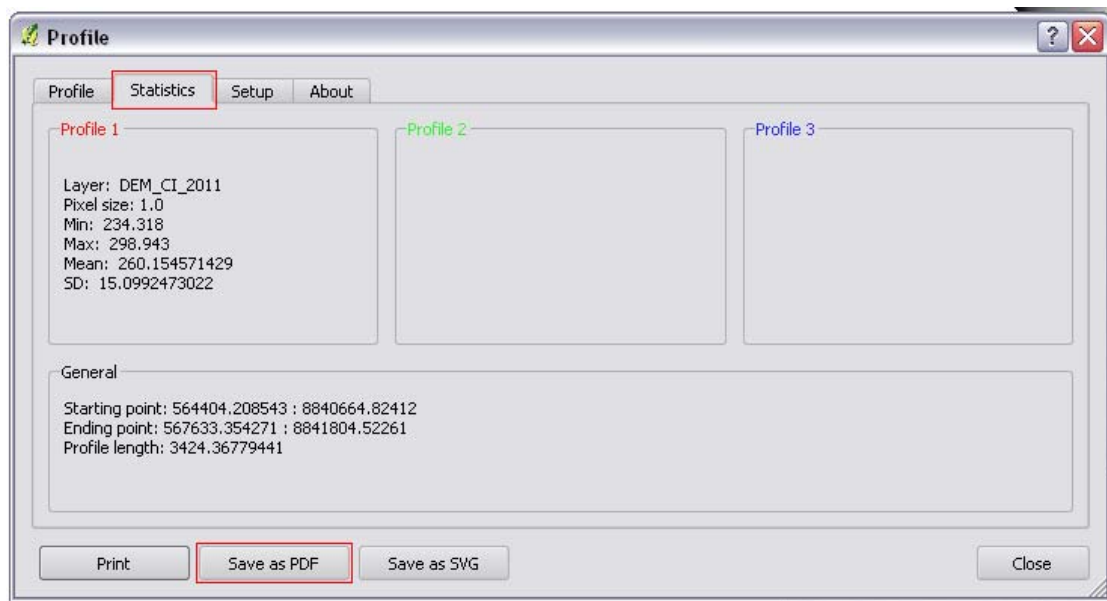 Profile
?
Profile Statistics Setup About
Profile 1
Layer: DEM_CI_2011
Pixel size: 1.0
Min: 234.318
Max: 298.943
Mean: 260.154571429
SD: 15.0992473022
Profile 2
Profile 3
General
Starting point: 564404.208543 : 8840664.82412
Ending point: 567633.354271 : 8841804.52261
Profile length: 3424.36779441
Print Save as PDF Save as SVG Close